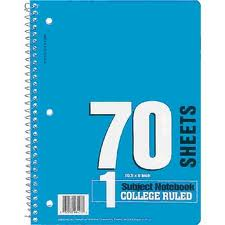 70
SHEETS
10.5 x 8 inch
1
Subject Notebook
COLLEGE RULED